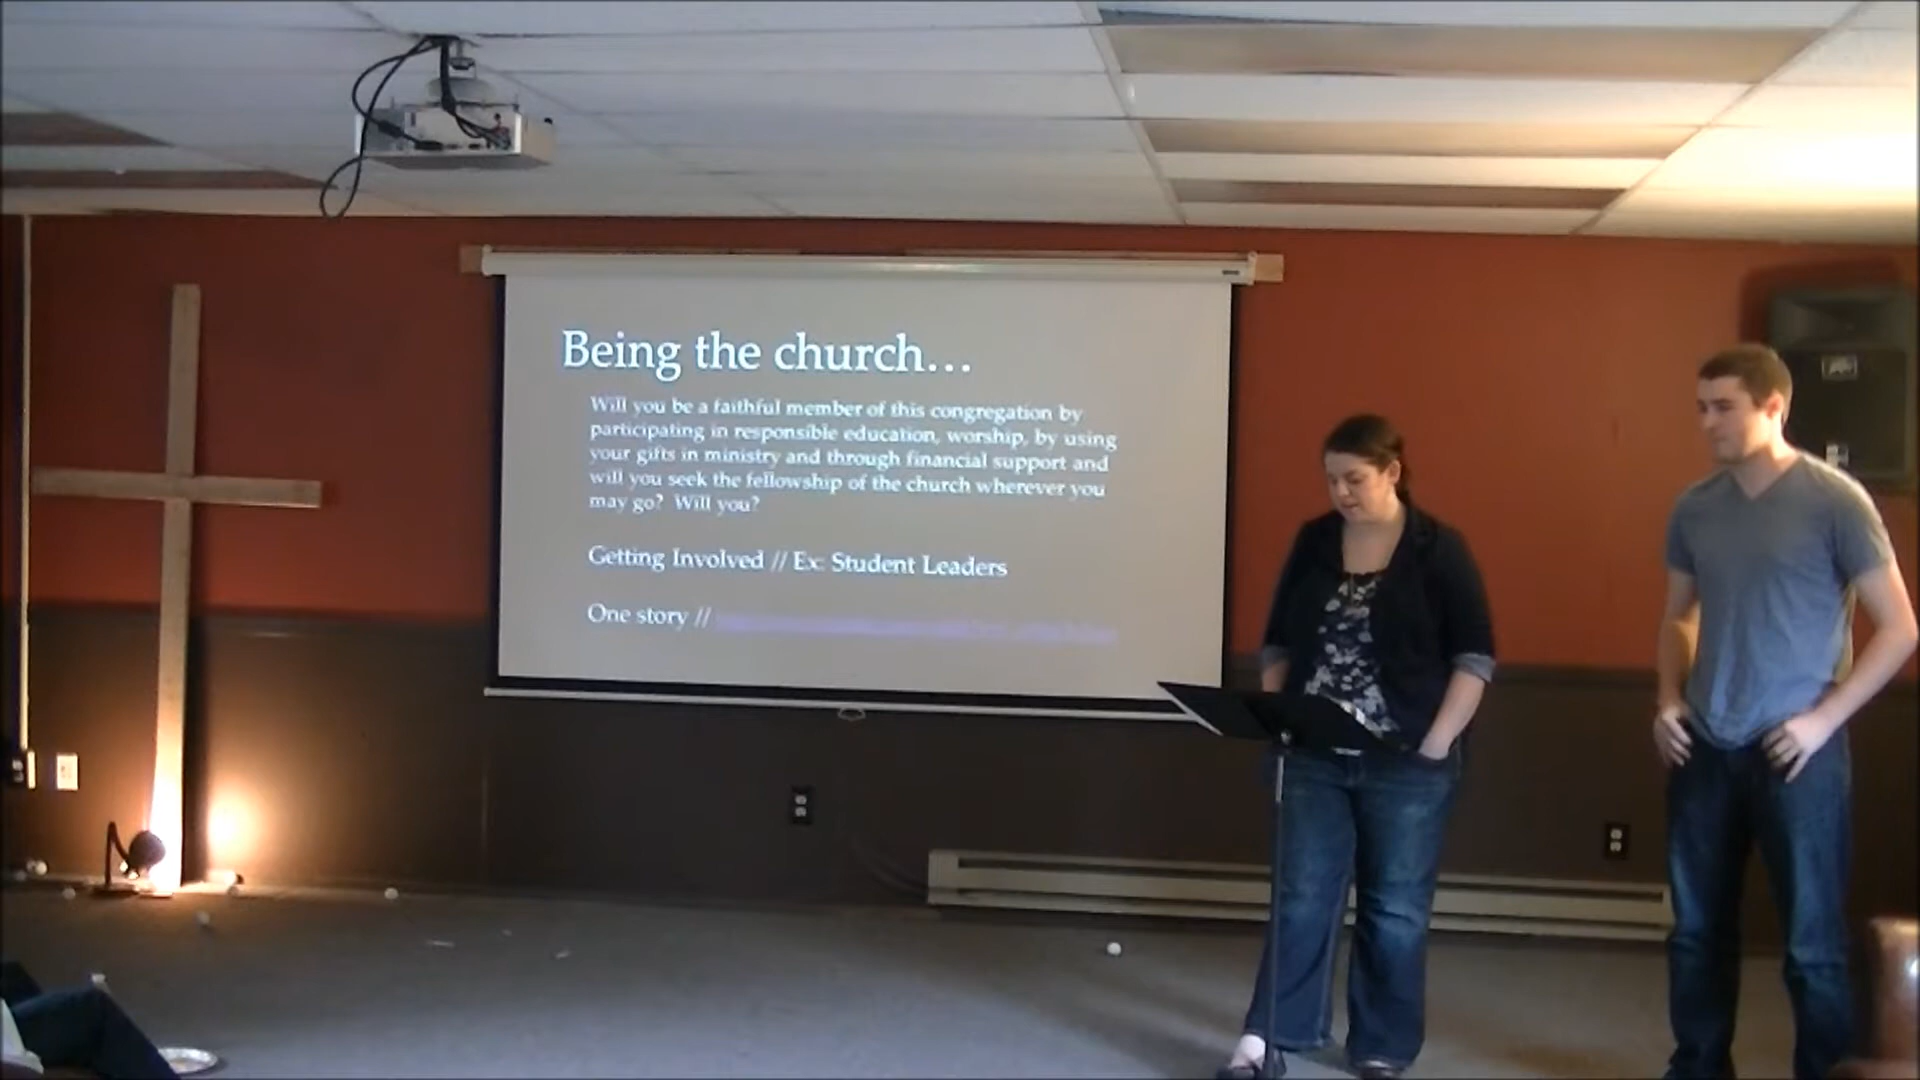 Being the church...
Will you be a faithful member of this congregation by
participating in responsible education, worship, by using
your gifts in ministry and through financial support and
will you seek the fellowship of the church wherever you
may go? Will you?
Getting Involved // Ex: Student Leaders
One story //